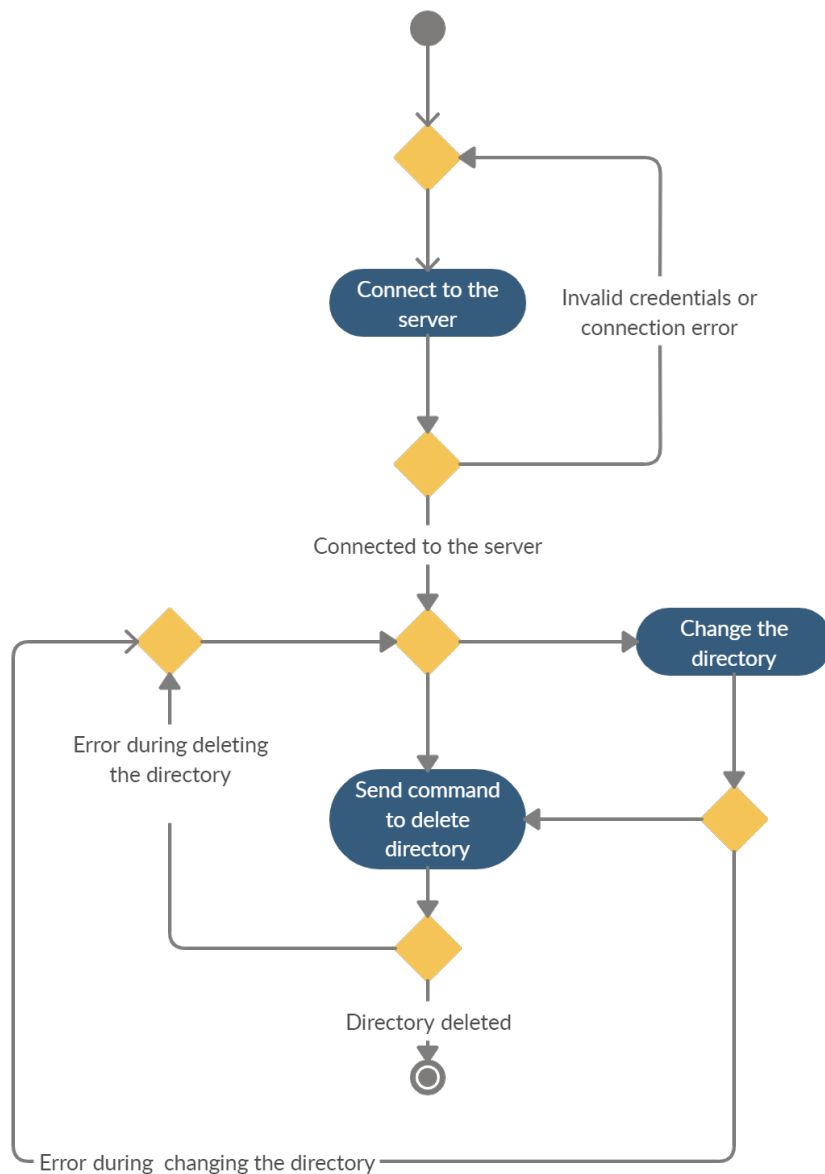 Connect to the
server
Invalid credentials or
connection error
Connected to the server
Change the
directory
Error during deleting
the directory
Send command
to delete
directory
Directory deleted
Error during  changing the directory